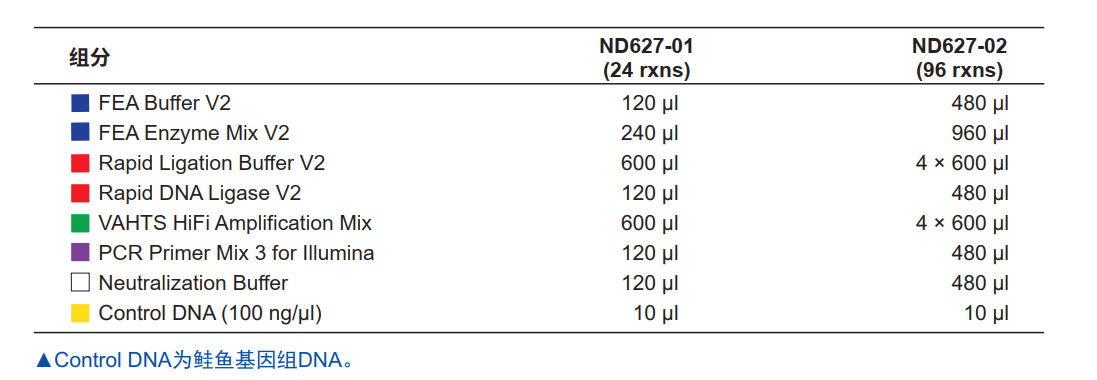 组分 ND627-01 (24 rxns) ND627-02 (96 rxns)
FEA Buffer V2 120 μl 480 μl
FEA Enzyme Mix V2 240 μl 960 μl
Rapid Ligation Buffer V2 600 μl 4 × 600 μl
Rapid DNA Ligase V2 120 μl 480 μl
VAHTS HiFi Amplification Mix 600 μl 4 × 600 μl
PCR Primer Mix 3 for Illumina 120 μl 480 μl
Neutralization Buffer 120 μl 480 μl
Control DNA (100 ng/μl) 10 μl 10 μl
▲Control DNA为鲑鱼基因组DNA。